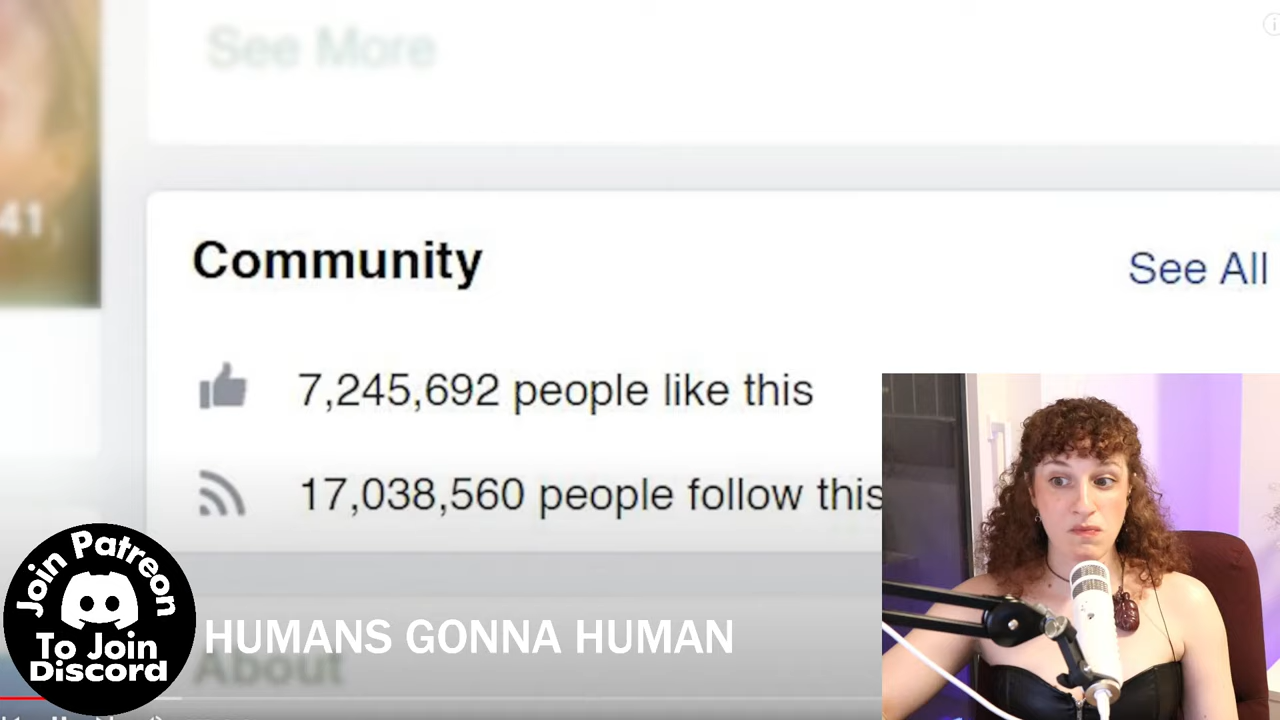 See More
41,
Community
See All
7,245,692 people like this
17,038,560 people follow this
Join Patreon
To Join
Discord
HUMANS GONNA HUMAN
About